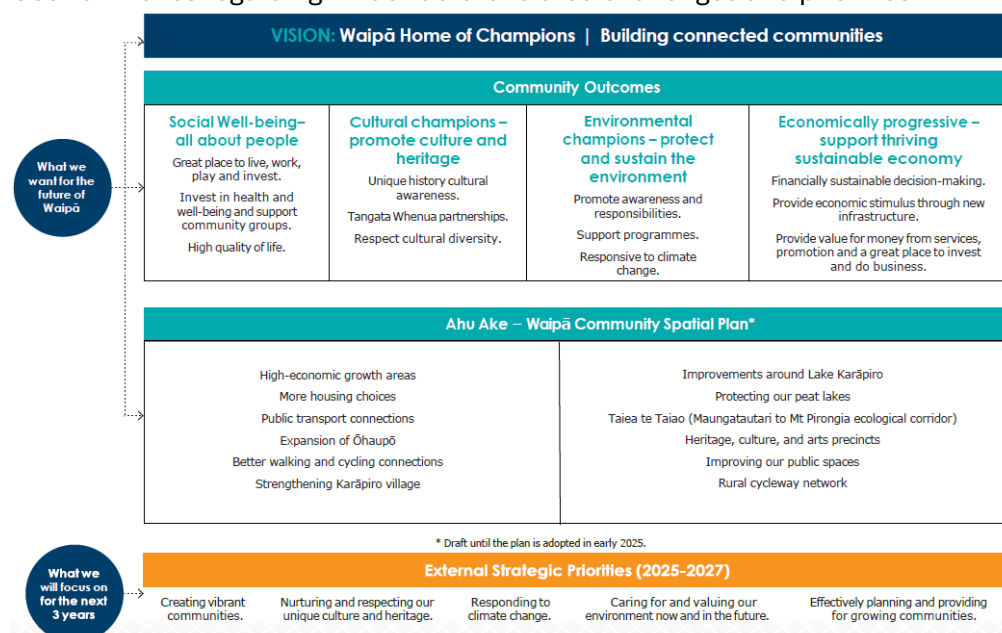 VISION: Waipā Home of Champions | Building connected communities
Community Outcomes
What we
want for the
future of
Waipā
Social Well-being–
all about people
Great place to live, work,
play and invest.
Invest in health and
well-being and support
community groups.
High quality of life.
Cultural champions –
promote culture and
heritage
Unique history cultural
awareness.
Tangata Whenua partnerships.
Respect cultural diversity.
Environmental
champions – protect
and sustain the
environment
Promote awareness and
responsibilities.
Support programmes.
Responsive to climate
change.
Economically progressive –
support thriving
sustainable economy
Financially sustainable decision-making.
Provide economic stimulus through new
infrastructure.
Provide value for money from services,
promotion and a great place to invest
and do business.
Ahu Ake – Waipā Community Spatial Plan*
High-economic growth areas
More housing choices
Public transport connections
Expansion of Ōhaupō
Better walking and cycling connections
Strengthening Karāpiro village
Improvements around Lake Karāpiro
Protecting our peat lakes
Taiea te Taiao (Maungatautari to Mt Pirongia ecological corridor)
Heritage, culture, and arts precincts
Improving our public spaces
Rural cycleway network
* Draft until the plan is adopted in early 2025.
What we
will focus on
for the next
3 years
External Strategic Priorities (2025-2027)
Creating vibrant
communities.
Nurturing and respecting our
unique culture and heritage.
Responding to
climate change.
Caring for and valuing our
environment now and in the future.
Effectively planning and providing
for growing communities.